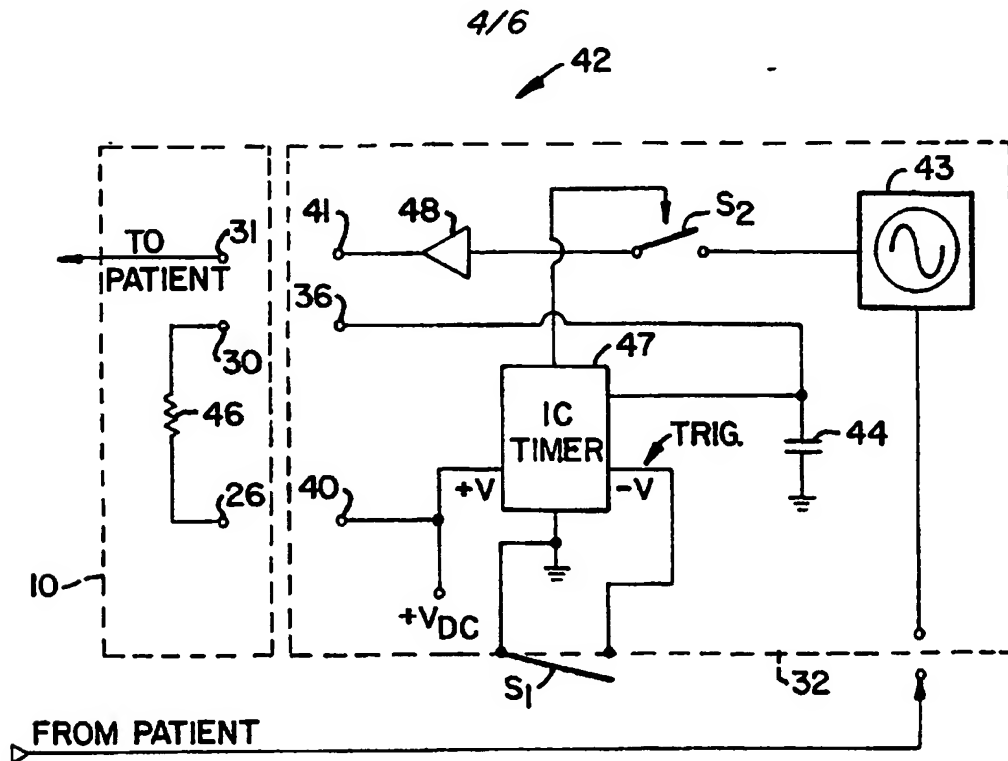 4/6
42
43
31
41
48
S2
TO
PATIENT
36
30
47
46
IC
TIMER
TRIG.
44
26
40
+V
-V
10
+VDC
S1
32
FROM PATIENT